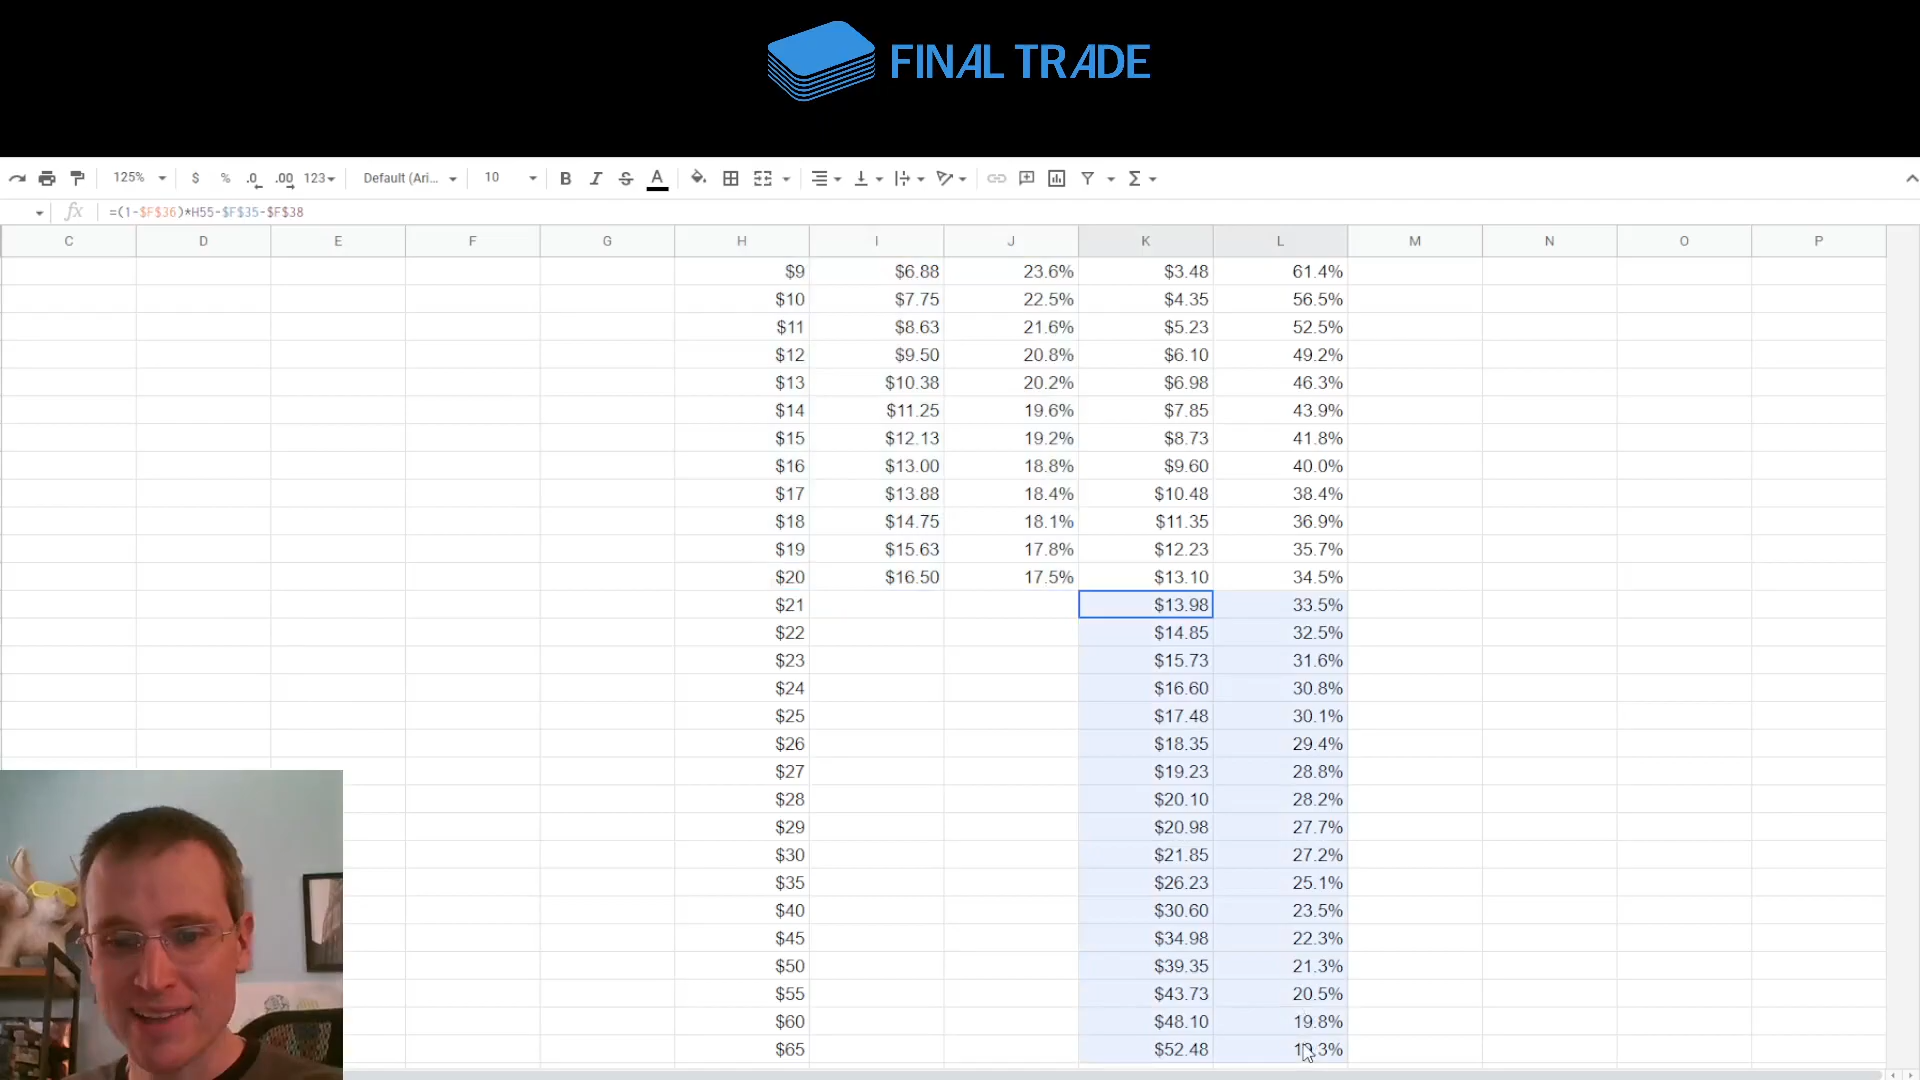 FINAL TRADE
125% $ % .0 .00 123 Default (Ari... 10 B I S A Σ
fx =(1-$F$36)*H55-$F$35-$F$38
C D E F G H I J K L M N O P
$9 $6.88 23.6% $3.48 61.4%
$10 $7.75 22.5% $4.35 56.5%
$11 $8.63 21.6% $5.23 52.5%
$12 $9.50 20.8% $6.10 49.2%
$13 $10.38 20.2% $6.98 46.3%
$14 $11.25 19.6% $7.85 43.9%
$15 $12.13 19.2% $8.73 41.8%
$16 $13.00 18.8% $9.60 40.0%
$17 $13.88 18.4% $10.48 38.4%
$18 $14.75 18.1% $11.35 36.9%
$19 $15.63 17.8% $12.23 35.7%
$20 $16.50 17.5% $13.10 34.5%
$21 $13.98 33.5%
$22 $14.85 32.5%
$23 $15.73 31.6%
$24 $16.60 30.8%
$25 $17.48 30.1%
$26 $18.35 29.4%
$27 $19.23 28.8%
$28 $20.10 28.2%
$29 $20.98 27.7%
$30 $21.85 27.2%
$35 $26.23 25.1%
$40 $30.60 23.5%
$45 $34.98 22.3%
$50 $39.35 21.3%
$55 $43.73 20.5%
$60 $48.10 19.8%
$65 $52.48